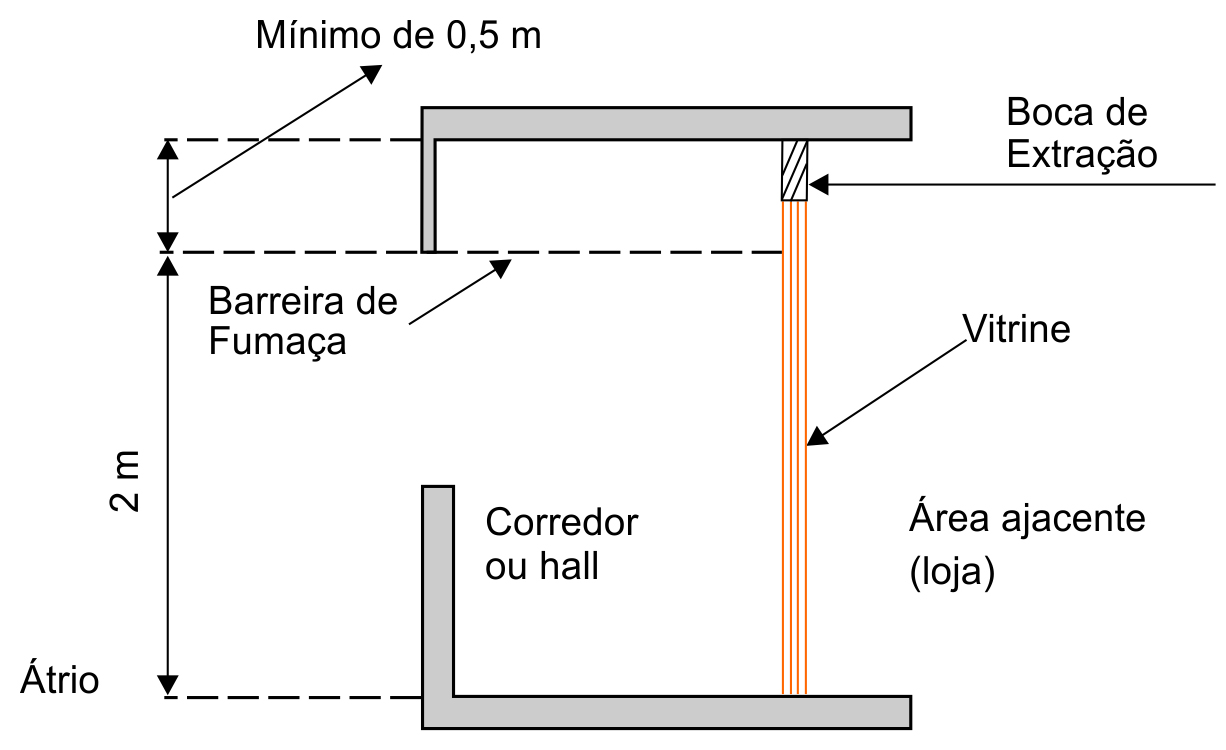 Mínimo de 0,5 m
Boca de
Extração
Barreira de
Fumaça
Vitrine
2 m
Corredor
ou hall
Área ajacente
(loja)
Átrio